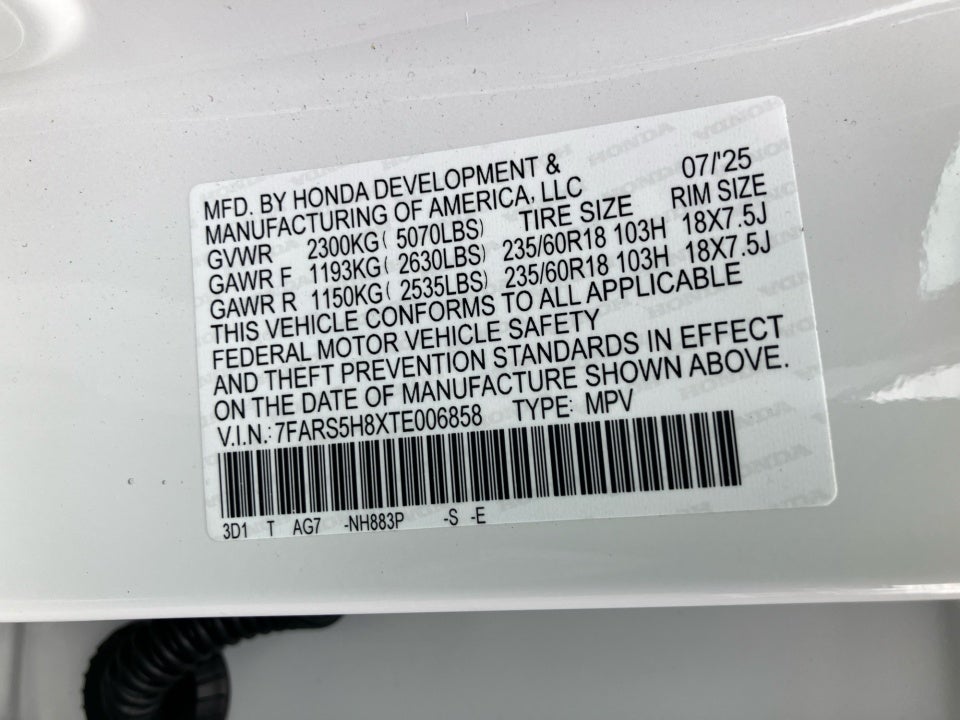 MFD. BY HONDA DEVELOPMENT & 07/'25
MANUFACTURING OF AMERICA, LLC RIM SIZE
GVWR 2300KG( 5070LBS) TIRE SIZE
GAWR F 1193KG( 2630LBS) 235/60R18 103H 18X7.5J
GAWR R 1150KG( 2535LBS) 235/60R18 103H 18X7.5J
THIS VEHICLE CONFORMS TO ALL APPLICABLE
FEDERAL MOTOR VEHICLE SAFETY
AND THEFT PREVENTION STANDARDS IN EFFECT
ON THE DATE OF MANUFACTURE SHOWN ABOVE.
V.I.N.: 7FARS5H8XTE006858 TYPE: MPV
3D1 T AG7 -NH883P -S -E